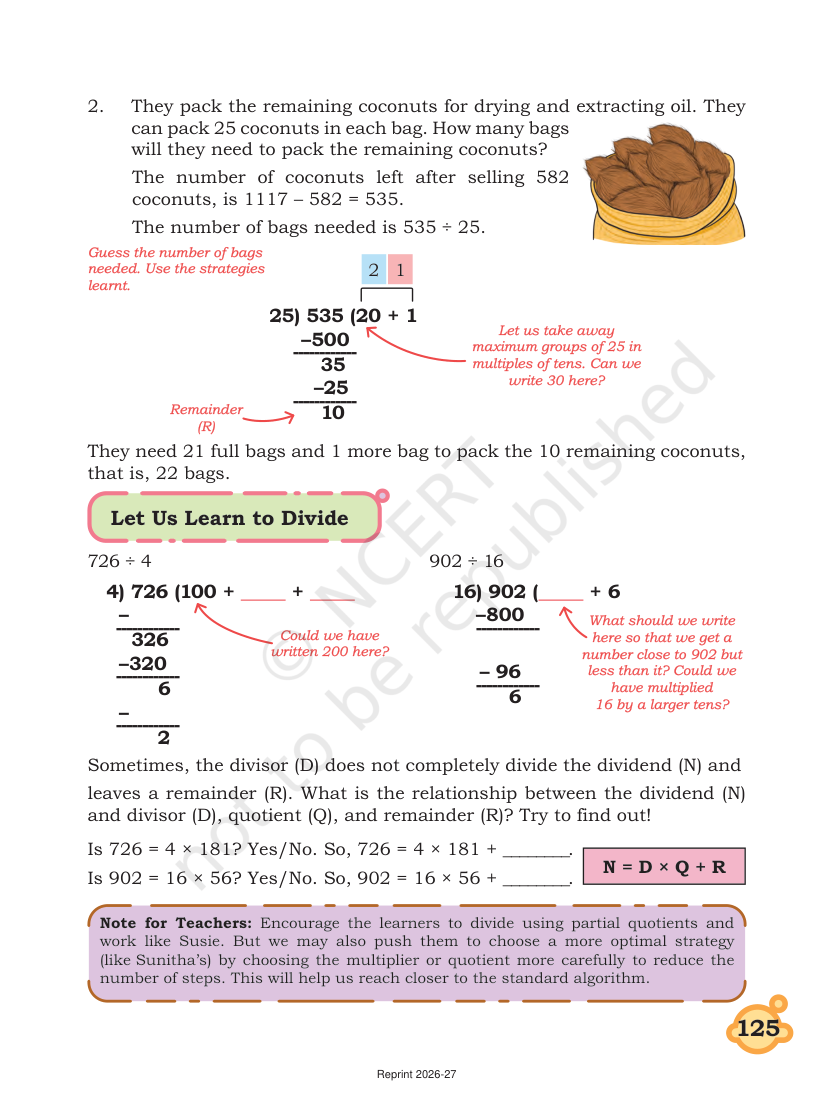 2. They pack the remaining coconuts for drying and extracting oil. They
can pack 25 coconuts in each bag. How many bags
will they need to pack the remaining coconuts?
The number of coconuts left after selling 582
coconuts, is 1117 – 582 = 535.
The number of bags needed is 535 ÷ 25.
Guess the number of bags
needed. Use the strategies
learnt.
2 1
25) 535 (20 + 1
–500
35
–25
10
Let us take away
maximum groups of 25 in
multiples of tens. Can we
write 30 here?
Remainder
(R)
They need 21 full bags and 1 more bag to pack the 10 remaining coconuts,
that is, 22 bags.
Let Us Learn to Divide
726 ÷ 4
4) 726 (100 + _____ + _____
–
326
–320
6
–
2
Could we have
written 200 here?
902 ÷ 16
16) 902 (_____ + 6
–800
– 96
6
What should we write
here so that we get a
number close to 902 but
less than it? Could we
have multiplied
16 by a larger tens?
Sometimes, the divisor (D) does not completely divide the dividend (N) and
leaves a remainder (R). What is the relationship between the dividend (N)
and divisor (D), quotient (Q), and remainder (R)? Try to find out!
Is 726 = 4 × 181? Yes/No. So, 726 = 4 × 181 + ________.
Is 902 = 16 × 56? Yes/No. So, 902 = 16 × 56 + ________.
N = D × Q + R
Note for Teachers: Encourage the learners to divide using partial quotients and
work like Susie. But we may also push them to choose a more optimal strategy
(like Sunitha's) by choosing the multiplier or quotient more carefully to reduce the
number of steps. This will help us reach closer to the standard algorithm.
125
Reprint 2026-27
© NCERT
not to be republished